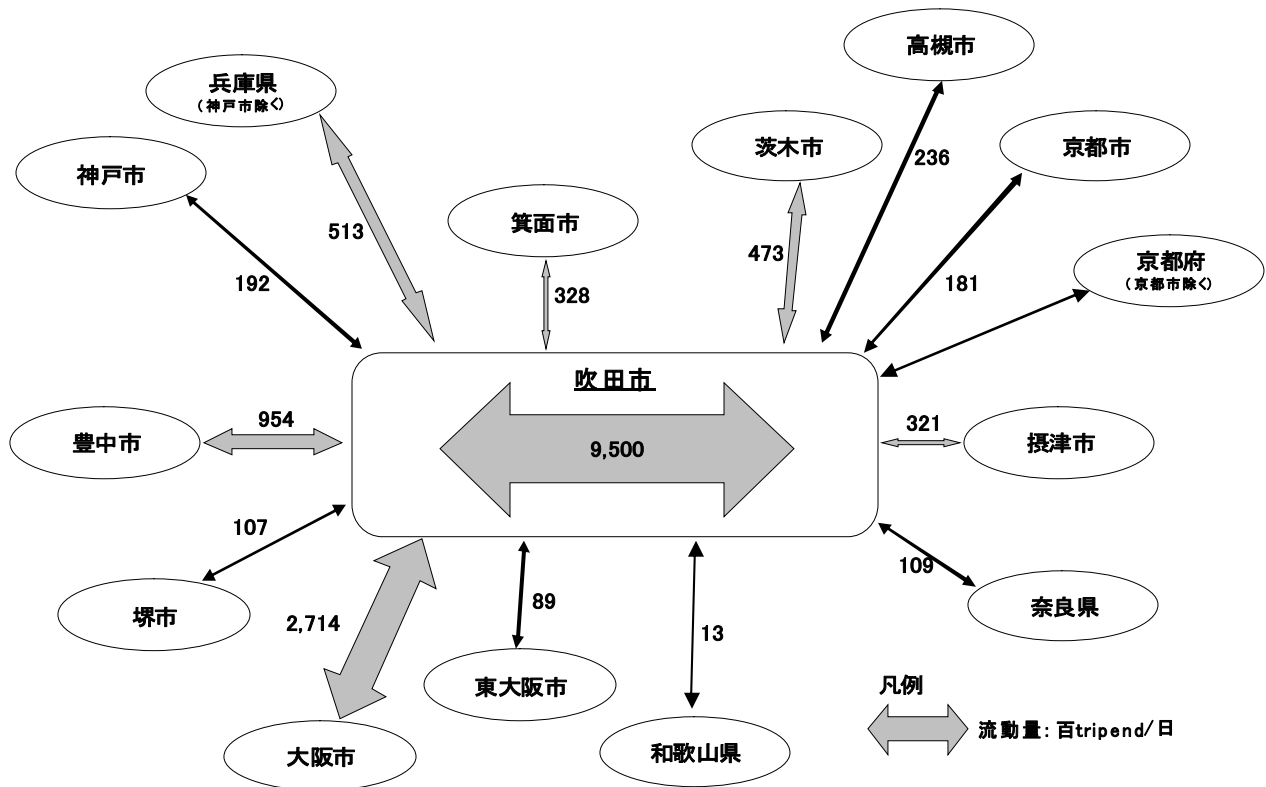 高槻市
兵庫県
（神戸市除く）
茨木市
京都市
神戸市
236
箕面市
513
473
京都府
（京都市除く）
192
328
181
吹田市
954
321
豊中市
9,500
摂津市
107
109
堺市
2,714
89
13
奈良県
東大阪市
凡例
大阪市
和歌山県
流動量：百tripend/日